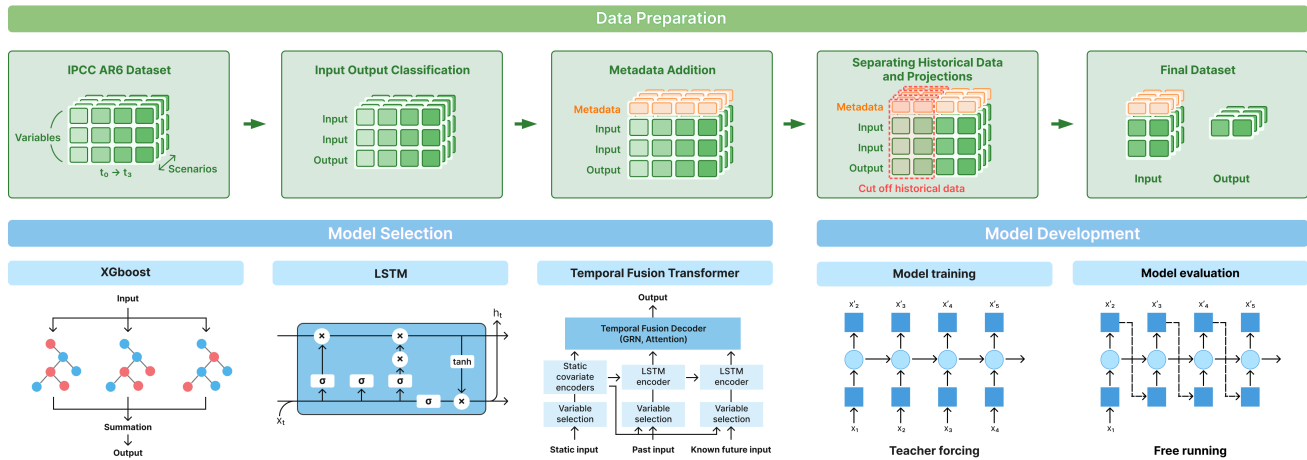 Data Preparation
IPCC AR6 Dataset
Variables
t₀ → t₃
Scenarios
Input Output Classification
Input
Input
Output
Metadata Addition
Metadata
Input
Input
Output
Separating Historical Data
and Projections
Metadata
Input
Input
Output
Cut off historical data
Final Dataset
Input
Output
Model Selection
XGboost
Input
Summation
Output
LSTM
hₜ
×
×
×
tanh
σ
σ
σ
σ
×
xₜ
Temporal Fusion Transformer
Output
Temporal Fusion Decoder
(GRN, Attention)
Static
covariate
encoders
LSTM
encoder
LSTM
encoder
Variable
selection
Variable
selection
Variable
selection
Static input
Past input
Known future input
Model Development
Model training
x'₂
x'₃
x'₄
x'₅
x₁
x₂
x₃
x₄
Teacher forcing
Model evaluation
x'₂
x'₃
x'₄
x'₅
x₁
Free running